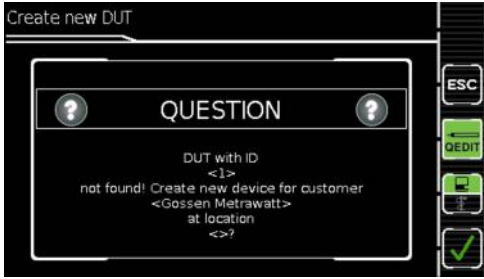 Create new DUT
QUESTION
DUT with ID
<1>
not found! Create new device for customer
<Gossen Metrawatt>
at location
<>?
ESC
QEDIT